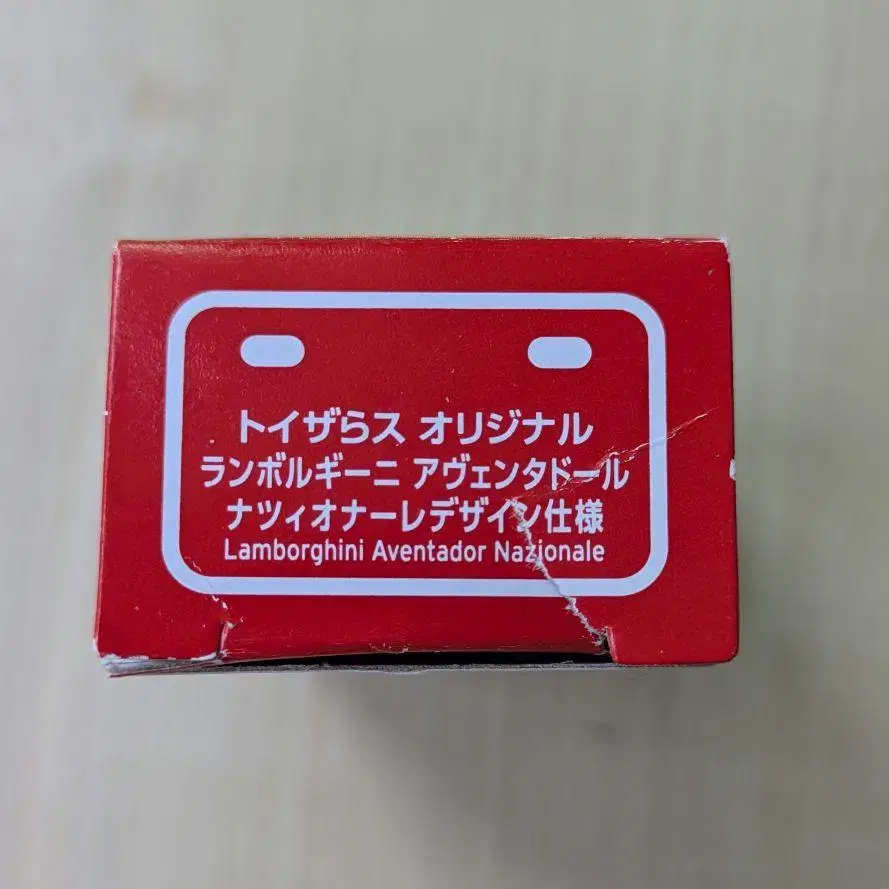 トイザらス オリジナル
ランボルギーニ アヴェンタドール
ナツィオナーレデザイン仕様
Lamborghini Aventador Nazionale